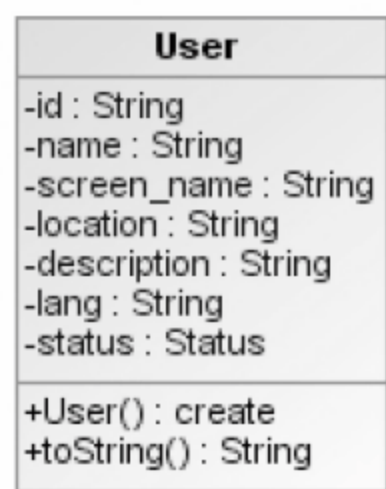 User
-id : String
-name : String
-screen_name : String
-location : String
-description : String
-lang : String
-status : Status
+User() : create
+toString() : String